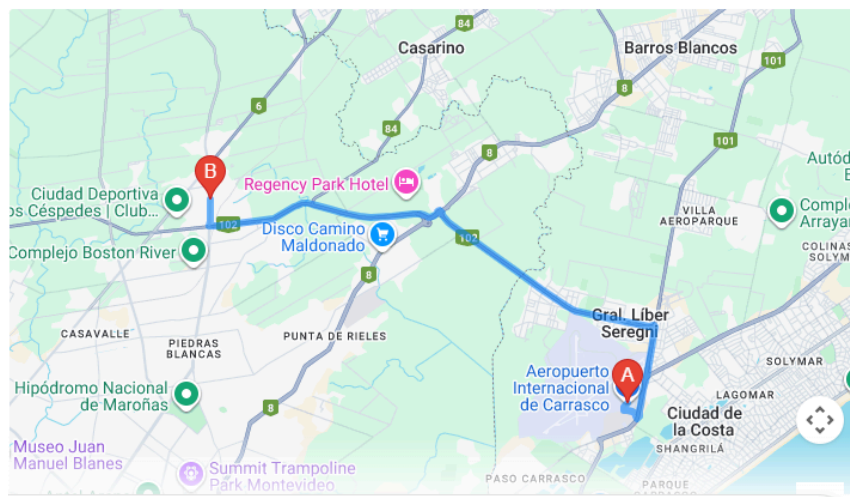 Casarino
84
Barros Blancos
101
8
6
84
101
8
Autód
B
Regency Park Hotel
Ciudad Deportiva
os Céspedes | Club...
VILLA
AEROPARQUE
Comple
Arrayar
102
Disco Camino
Maldonado
102
COLINAS
SOLYM
Complejo Boston River
8
Gral. Líber
Seregni
CASAVALLE
PIEDRAS
BLANCAS
PUNTA DE RIELES
SOLYMAR
A
Aeropuerto
Internacional
de Carrasco
LAGOMAR
Hipódromo Nacional
de Maroñas
8
Ciudad de
la Costa
SHANGRILÁ
Museo Juan
Manuel Blanes
Summit Trampoline
Park Montevideo
PASO CARRASCO
PARQUE